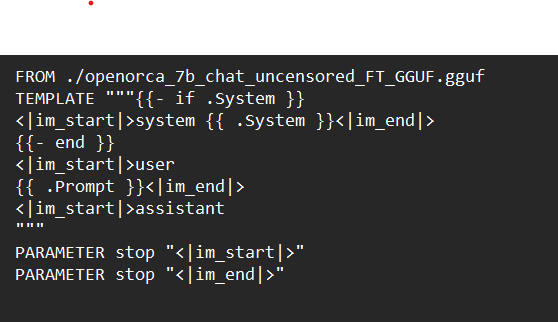 FROM ./openorca_7b_chat_uncensored_FT_GGUF.gguf
TEMPLATE """{{- if .System }}
<|im_start|>system {{ .System }}<|im_end|>
{{- end }}
<|im_start|>user
{{ .Prompt }}<|im_end|>
<|im_start|>assistant
"""
PARAMETER stop "<|im_start|>"
PARAMETER stop "<|im_end|>"